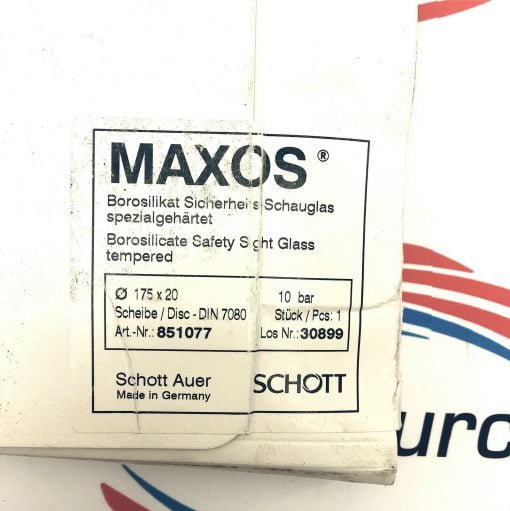 MAXOS ®
Borosilikat Sicherheits-Schauglas
spezialgehärtet
Borosilicate Safety Sight Glass
tempered
Ø 175 x 20 10 bar
Scheibe / Disc - DIN 7080 Stück / Pcs: 1
Art.-Nr.: 851077 Los Nr.: 30899
Schott Auer SCHOTT
Made in Germany
urc